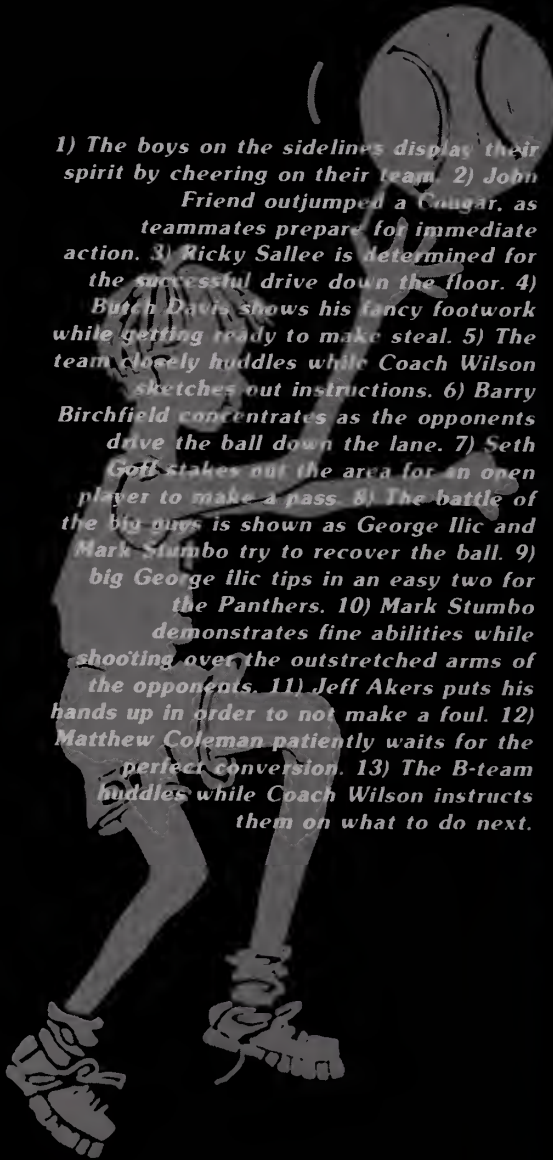 1) The boys on the sidelines display their
spirit by cheering on their team. 2) John
Friend outjumped a Cougar, as
teammates prepare for immediate
action. 3) Ricky Sallee is determined for
the successful drive down the floor. 4)
Butch Davis shows his fancy footwork
while getting ready to make steal. 5) The
team closely huddles while Coach Wilson
sketches out instructions. 6) Barry
Birchfield concentrates as the opponents
drive the ball down the lane. 7) Seth
Goff stakes out the area for an open
player to make a pass. 8) The battle of
the big guys is shown as George Ilic and
Mark Stumbo try to recover the ball. 9)
big George Ilic tips in an easy two for
the Panthers. 10) Mark Stumbo
demonstrates fine abilities while
shooting over the outstretched arms of
the opponents. 11) Jeff Akers puts his
hands up in order to not make a foul. 12)
Matthew Coleman patiently waits for the
perfect conversion. 13) The B-team
huddles while Coach Wilson instructs
them on what to do next.